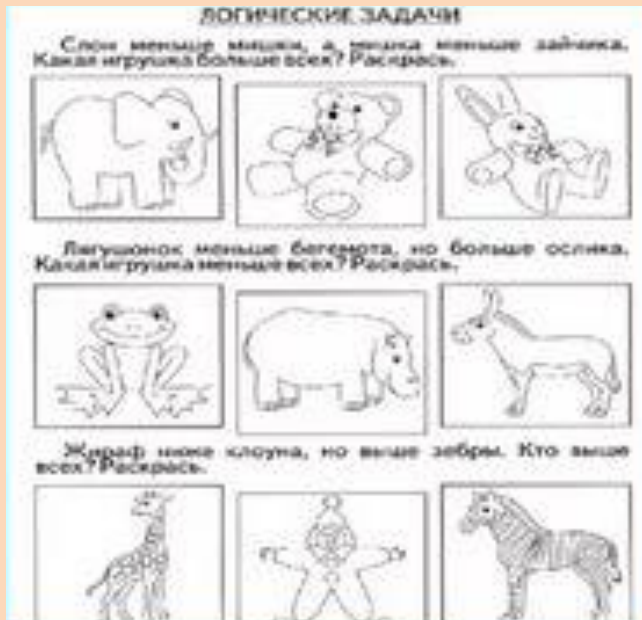 ЛОГИЧЕСКИЕ ЗАДАЧИ
Слон меньше мишки, а мишка меньше зайчика.
Какая игрушка больше всех? Раскрась.
Лягушонок меньше бегемота, но больше ослика.
Какая игрушка меньше всех? Раскрась.
Жираф ниже клоуна, но выше зебры. Кто выше
всех? Раскрась.